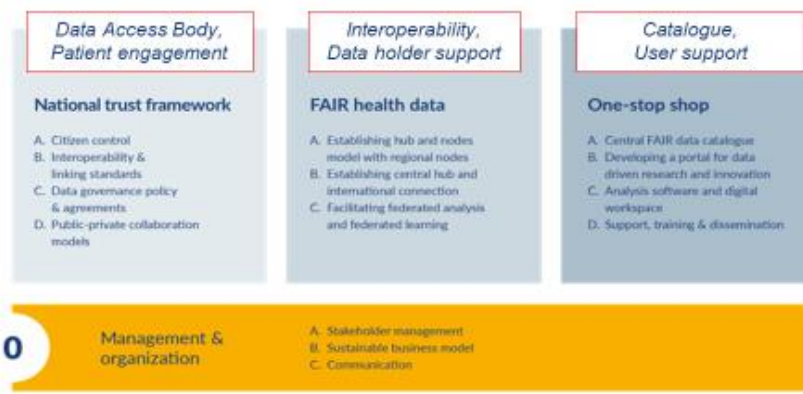 Data Access Body,
Patient engagement
National trust framework
A. Citizen control
B. Interoperability &
linking standards
C. Data governance policy
& agreements
D. Public-private collaboration
models
Interoperability,
Data holder support
FAIR health data
A. Establishing hub and nodes
model with regional nodes
B. Establishing central hub and
international connection
C. Facilitating federated analysis
and federated learning
Catalogue,
User support
One-stop shop
A. Central FAIR data catalogue
B. Developing a portal for data
driven research and innovation
C. Analysis software and digital
workspace
D. Support, training & dissemination
0
Management &
organization
A. Stakeholder management
B. Sustainable business model
C. Communication